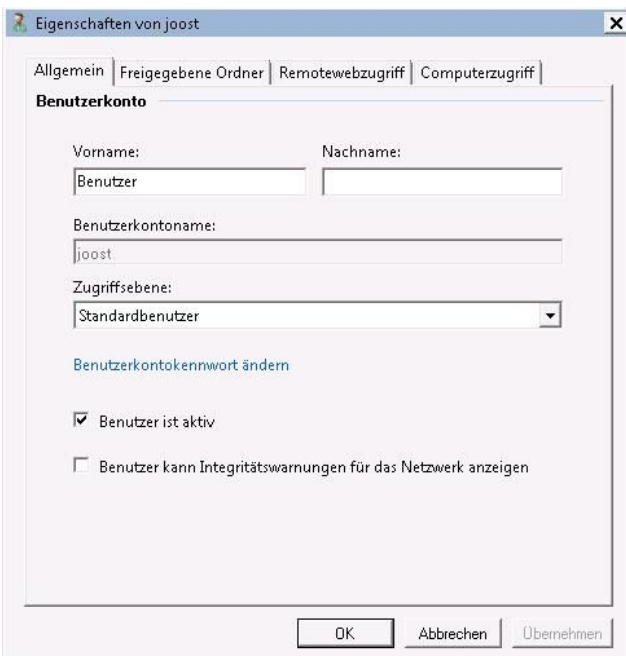 Eigenschaften von joost
Allgemein Freigegebene Ordner Remotewebzugriff Computerzugriff
Benutzerkonto
Vorname: Nachname:
Benutzer
Benutzerkontoname:
joost
Zugriffsebene:
Standardbenutzer
Benutzerkontokennwort ändern
Benutzer ist aktiv
Benutzer kann Integritätswarnungen für das Netzwerk anzeigen
OK Abbrechen Übernehmen